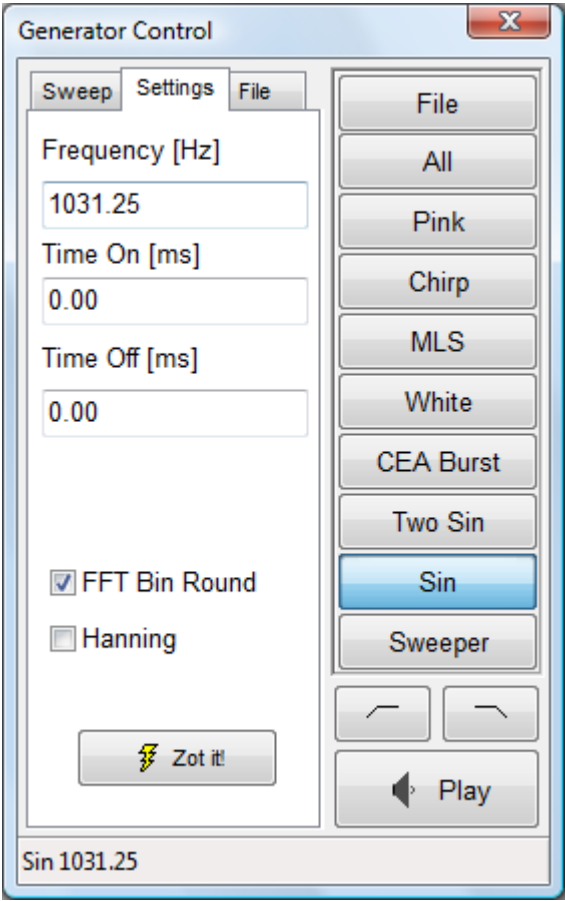 Generator Control
Sweep Settings File
Frequency [Hz]
1031.25
Time On [ms]
0.00
Time Off [ms]
0.00
FFT Bin Round
Hanning
Zot it!
File
All
Pink
Chirp
MLS
White
CEA Burst
Two Sin
Sin
Sweeper
Play
Sin 1031.25